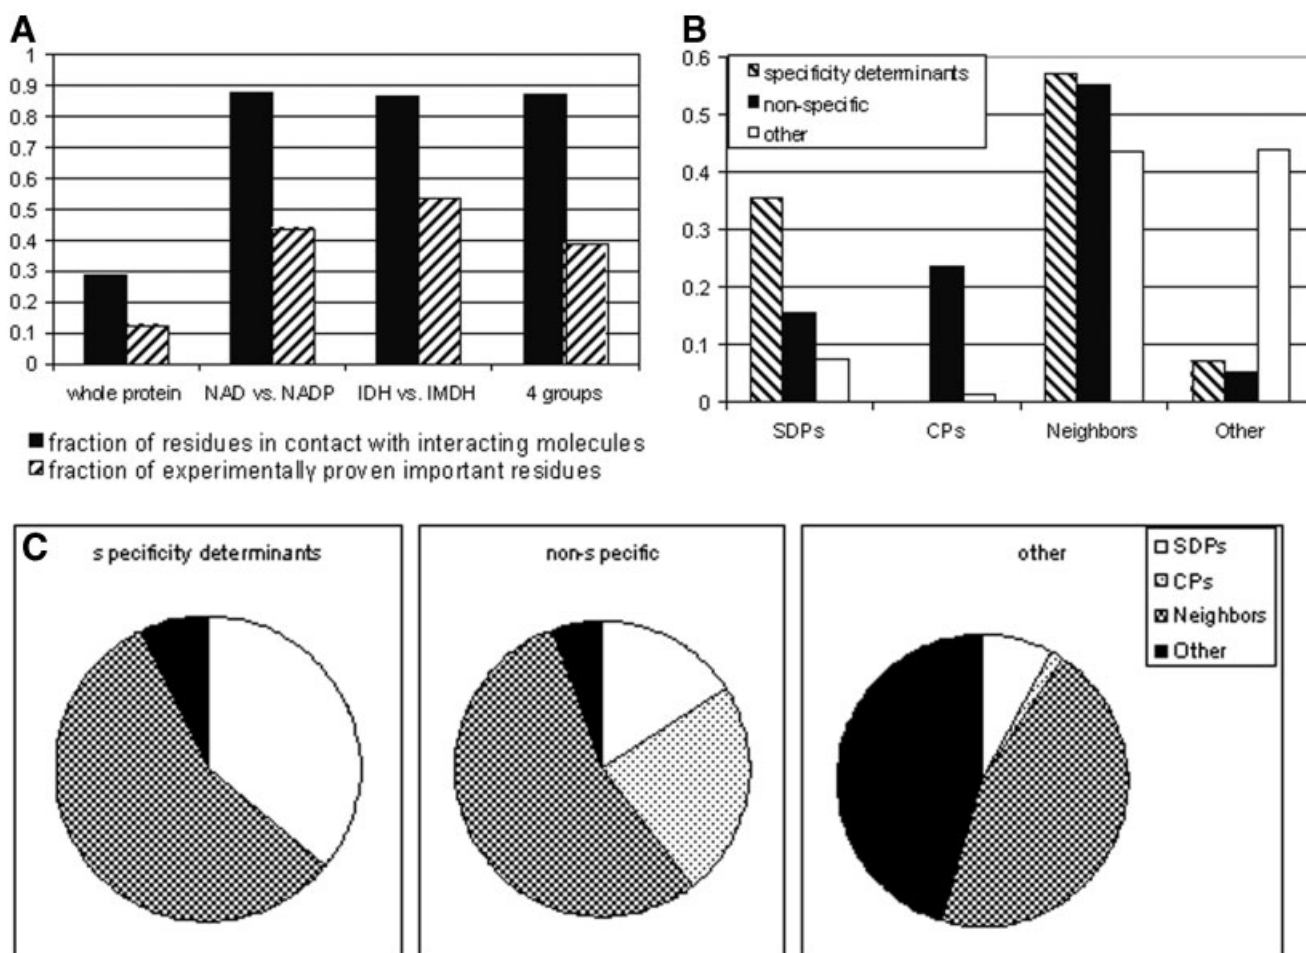 A
1
0.9
0.8
0.7
0.6
0.5
0.4
0.3
0.2
0.1
0
whole protein NAD vs. NADP IDH vs. IMDH 4 groups
fraction of residues in contact with interacting molecules
fraction of experimentally proven important residues
B
0.6
0.5
0.4
0.3
0.2
0.1
0
specificity determinants
non-specific
other
SDPs CPs Neighbors Other
C
specificity determinants
non-specific
other
SDPs
CPs
Neighbors
Other